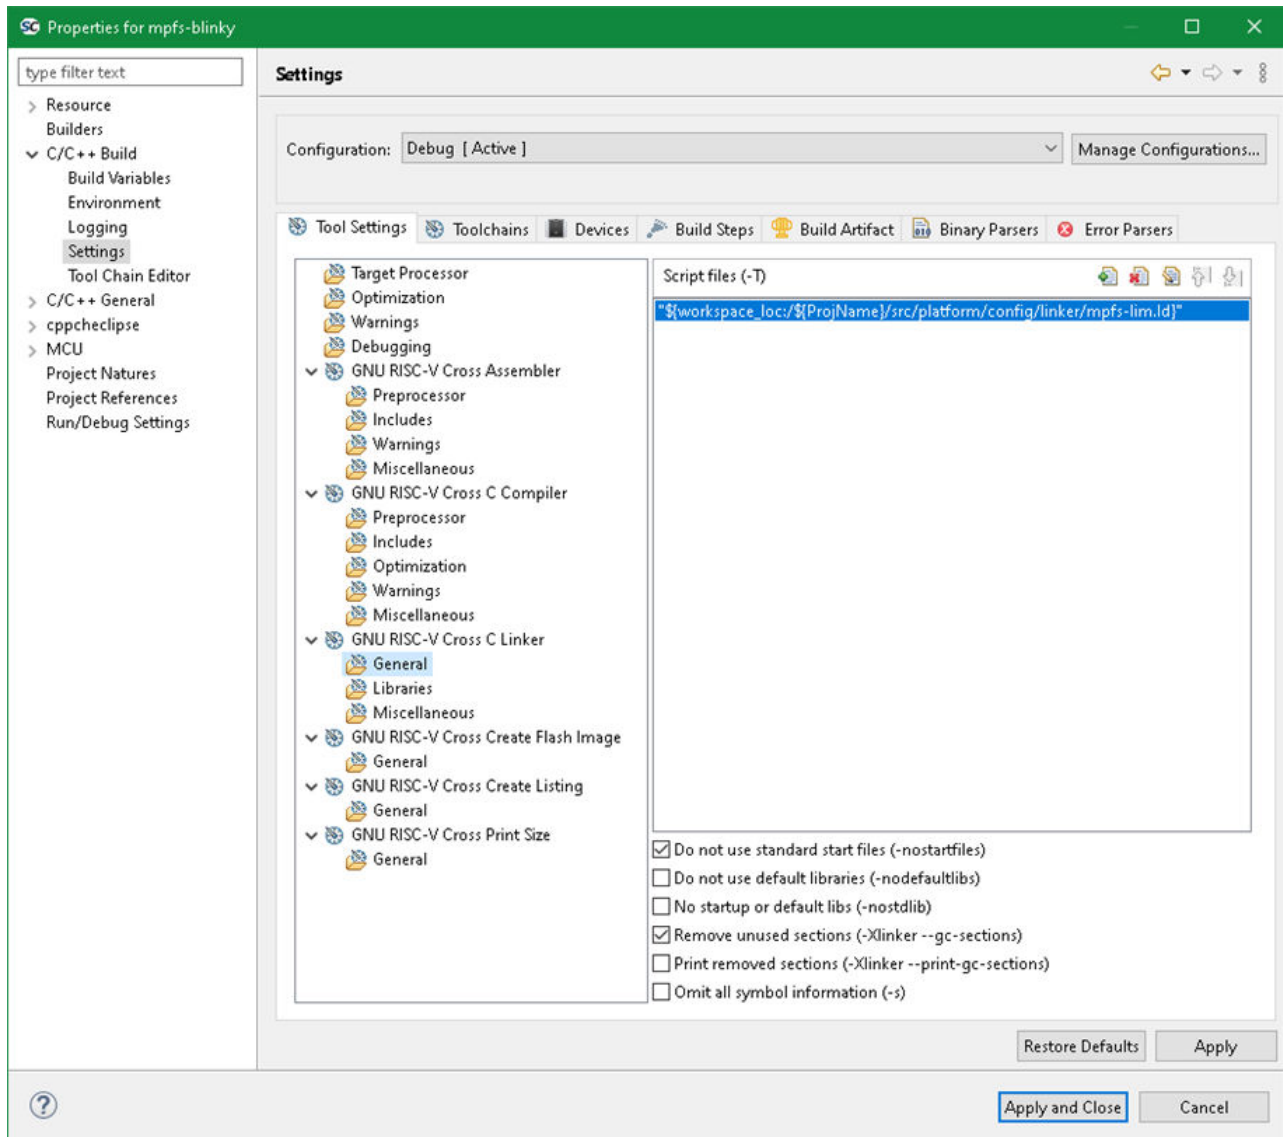 Properties for mpfs-blinky
type filter text
Resource
Builders
C/C++ Build
Build Variables
Environment
Logging
Settings
Tool Chain Editor
C/C++ General
cppcheclipse
MCU
Project Natures
Project References
Run/Debug Settings
Settings
Configuration: Debug [ Active ] Manage Configurations...
Tool Settings Toolchains Devices Build Steps Build Artifact Binary Parsers Error Parsers
Target Processor
Optimization
Warnings
Debugging
GNU RISC-V Cross Assembler
Preprocessor
Includes
Warnings
Miscellaneous
GNU RISC-V Cross C Compiler
Preprocessor
Includes
Optimization
Warnings
Miscellaneous
GNU RISC-V Cross C Linker
General
Libraries
Miscellaneous
GNU RISC-V Cross Create Flash Image
General
GNU RISC-V Cross Create Listing
General
GNU RISC-V Cross Print Size
General
Script files (-T)
"${workspace_loc:/${ProjName}/src/platform/config/linker/mpfs-lim.ld}"
Do not use standard start files (-nostartfiles)
Do not use default libraries (-nodefaultlibs)
No startup or default libs (-nostdlib)
Remove unused sections (-Xlinker --gc-sections)
Print removed sections (-Xlinker --print-gc-sections)
Omit all symbol information (-s)
Restore Defaults Apply
Apply and Close Cancel